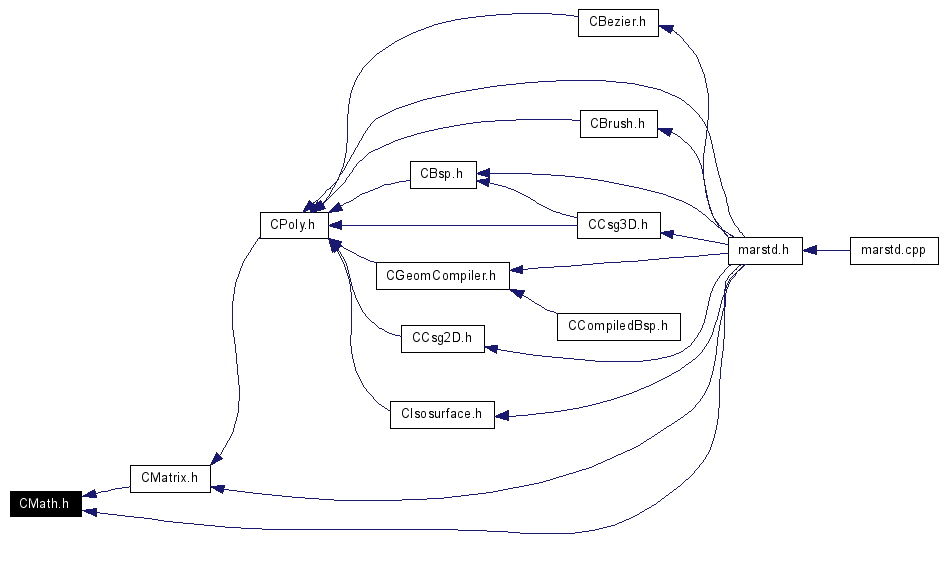 CBezier.h
CBrush.h
CBsp.h
CPoly.h
CCsg3D.h
marstd.h
marstd.cpp
CGeomCompiler.h
CCompiledBsp.h
CCsg2D.h
CIsosurface.h
CMatrix.h
CMath.h